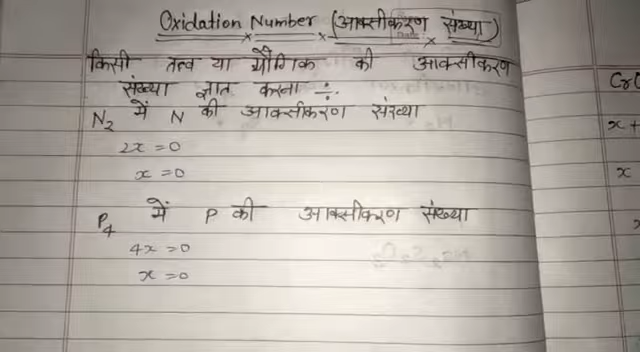 Oxidation Number (आक्सीकरण संख्या)
किसी तत्व या यौगिक की आक्सीकरण
संख्या ज्ञात करना ÷
N₂ में N की आक्सीकरण संख्या
2x = 0
x = 0
P₄ में P की आक्सीकरण संख्या
4x = 0
x = 0
x +
x